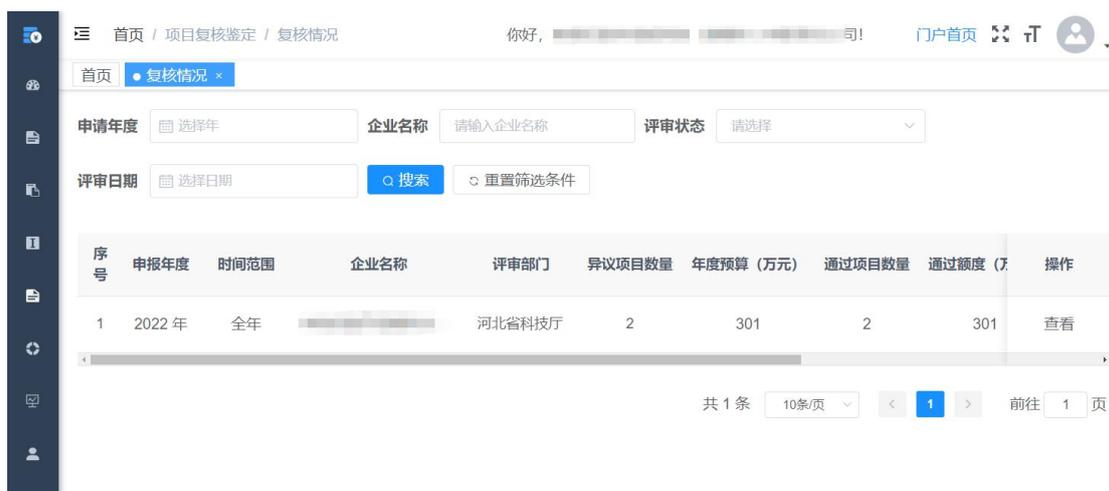 首页 / 项目复核鉴定 / 复核情况 你好， 司! 门户首页
首页 复核情况 ×
申请年度 选择年 企业名称 请输入企业名称 评审状态 请选择
评审日期 选择日期 搜索 重置筛选条件
序号 申报年度 时间范围 企业名称 评审部门 异议项目数量 年度预算（万元） 通过项目数量 通过额度（万 操作
1 2022 年 全年 河北省科技厅 2 301 2 301 查看
共 1 条 10条/页 < 1 > 前往 1 页